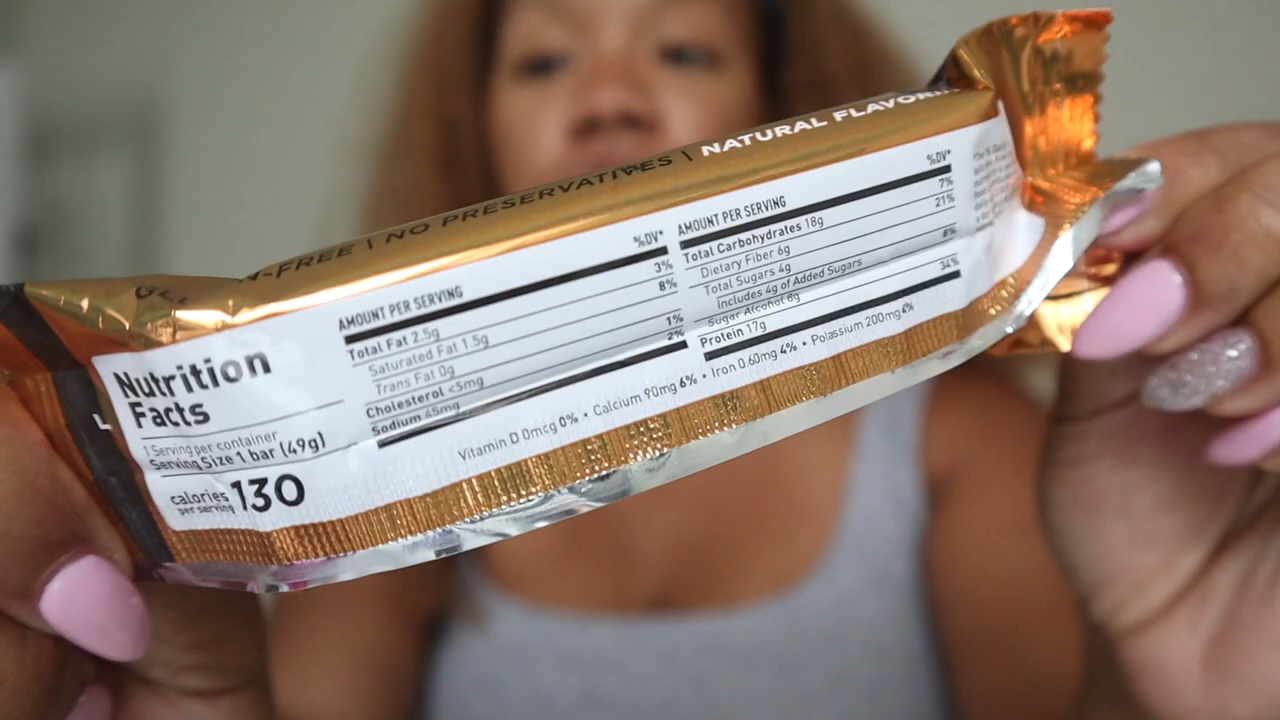 -FREE | NO PRESERVATIVES | NATURAL FLAVOR
Nutrition
Facts
1 Serving per container
Serving Size 1 bar (49g)
calories
per serving 130
AMOUNT PER SERVING %DV*
Total Fat 2.5g 3%
Saturated Fat 1.5g 8%
Trans Fat 0g
Cholesterol <5mg 1%
Sodium 45mg 2%
AMOUNT PER SERVING %DV*
Total Carbohydrates 18g 7%
Dietary Fiber 6g 21%
Total Sugars 4g
Includes 4g of Added Sugars 8%
Sugar Alcohol 8g
Protein 17g 34%
Vitamin D 0mcg 0% • Calcium 90mg 6% • Iron 0.60mg 4% • Potassium 200mg 4%